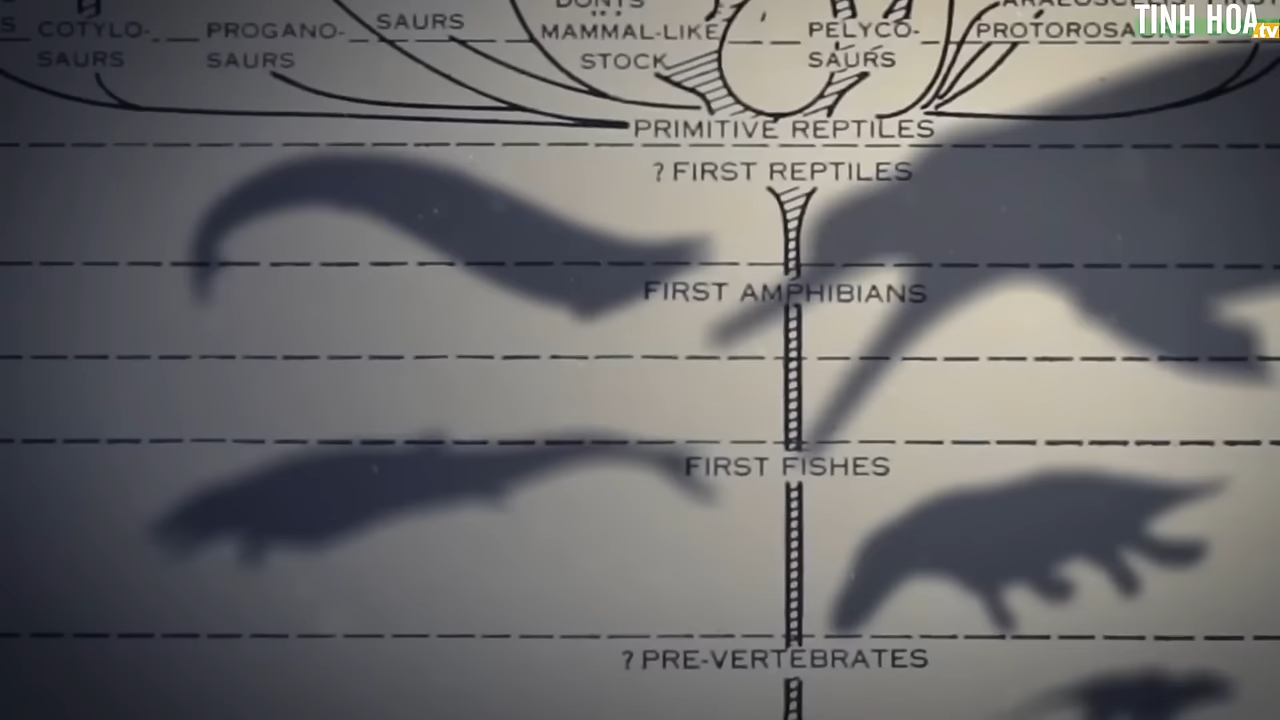 TINH HOA
.tv
SAURS
MAMMAL-LIKE
STOCK
COTYLO-
SAURS
PROGANO-
SAURS
PELYCO-
SAURS
PRIMITIVE REPTILES
? FIRST REPTILES
FIRST AMPHIBIANS
FIRST FISHES
? PRE-VERTEBRATES